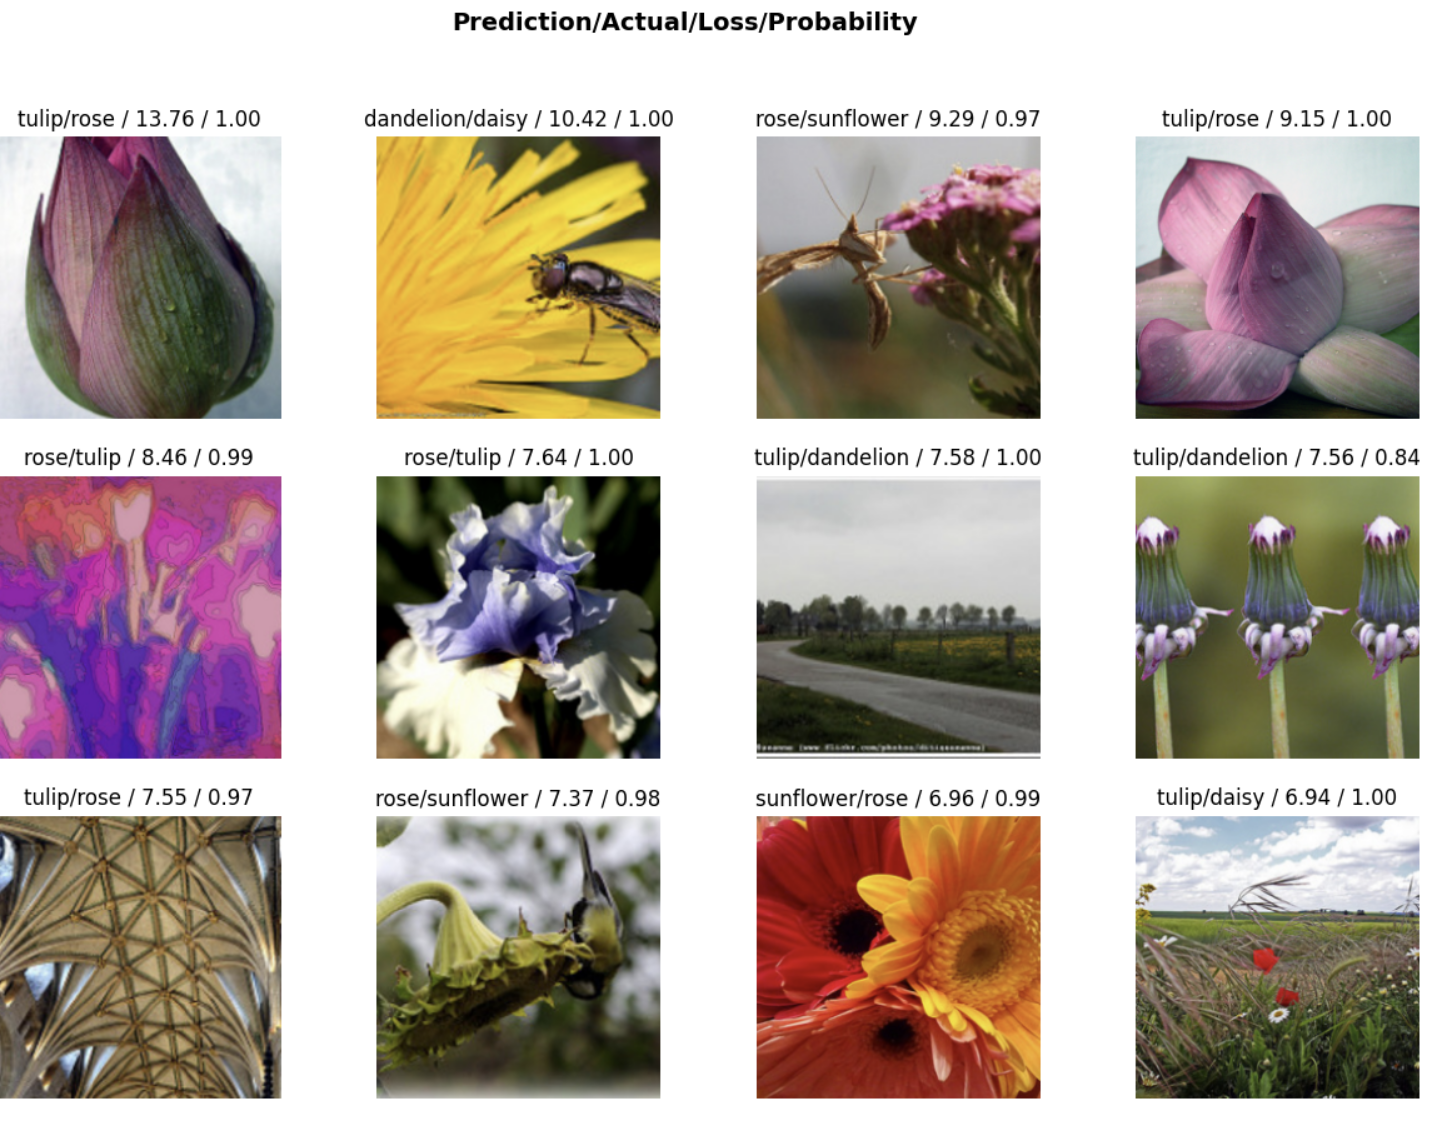 Prediction/Actual/Loss/Probability
tulip/rose / 13.76 / 1.00
dandelion/daisy / 10.42 / 1.00
rose/sunflower / 9.29 / 0.97
tulip/rose / 9.15 / 1.00
rose/tulip / 8.46 / 0.99
rose/tulip / 7.64 / 1.00
tulip/dandelion / 7.58 / 1.00
tulip/dandelion / 7.56 / 0.84
tulip/rose / 7.55 / 0.97
rose/sunflower / 7.37 / 0.98
sunflower/rose / 6.96 / 0.99
tulip/daisy / 6.94 / 1.00